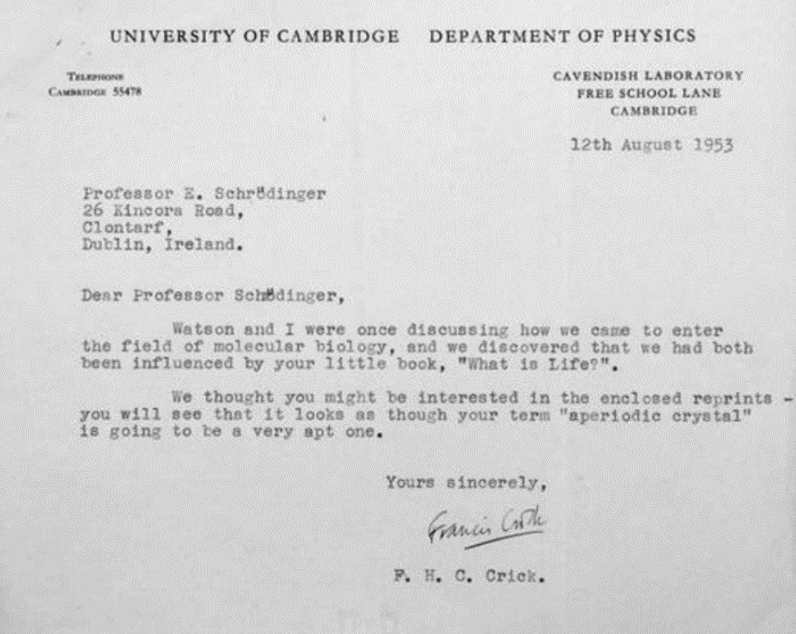 UNIVERSITY OF CAMBRIDGE DEPARTMENT OF PHYSICS
TELEPHONE
CAMBRIDGE 55478
CAVENDISH LABORATORY
FREE SCHOOL LANE
CAMBRIDGE
12th August 1953
Professor E. Schrödinger
26 Kincora Road,
Clontarf,
Dublin, Ireland.
Dear Professor Schödinger,
Watson and I were once discussing how we came to enter
the field of molecular biology, and we discovered that we had both
been influenced by your little book, "What is Life?".
We thought you might be interested in the enclosed reprints -
you will see that it looks as though your term "aperiodic crystal"
is going to be a very apt one.
Yours sincerely,
Francis Crick
F. H. C. Crick.